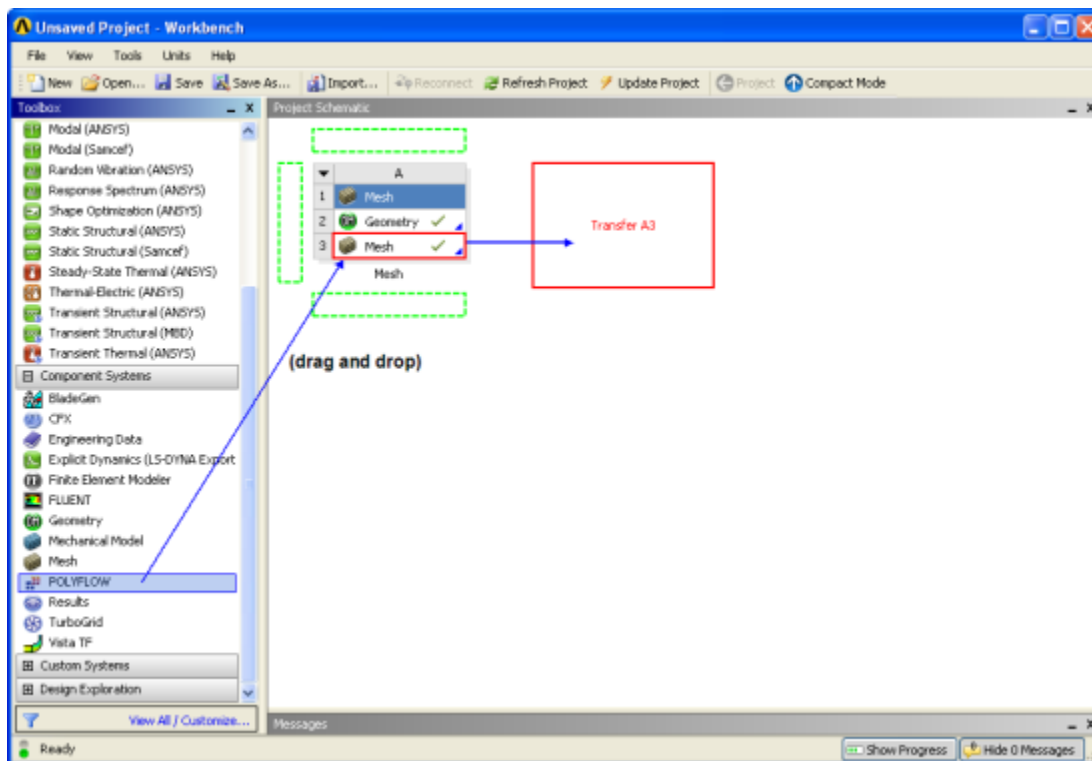 Unsaved Project - Workbench
File View Tools Units Help
New Open... Save Save As... Import... Reconnect Refresh Project Update Project Project Compact Mode
Toolbox
Modal (ANSYS)
Modal (Samcef)
Random Vibration (ANSYS)
Response Spectrum (ANSYS)
Shape Optimization (ANSYS)
Static Structural (ANSYS)
Static Structural (Samcef)
Steady-State Thermal (ANSYS)
Thermal-Electric (ANSYS)
Transient Structural (ANSYS)
Transient Structural (MBD)
Transient Thermal (ANSYS)
Component Systems
BladeGen
CFX
Engineering Data
Explicit Dynamics (LS-DYNA Export
Finite Element Modeler
FLUENT
Geometry
Mechanical Model
Mesh
POLYFLOW
Results
TurboGrid
Vista TF
Custom Systems
Design Exploration
View All / Customize...
Project Schematic
A
1 Mesh
2 Geometry
3 Mesh
Mesh
Transfer A3
(drag and drop)
Messages
Ready
Show Progress Hide 0 Messages